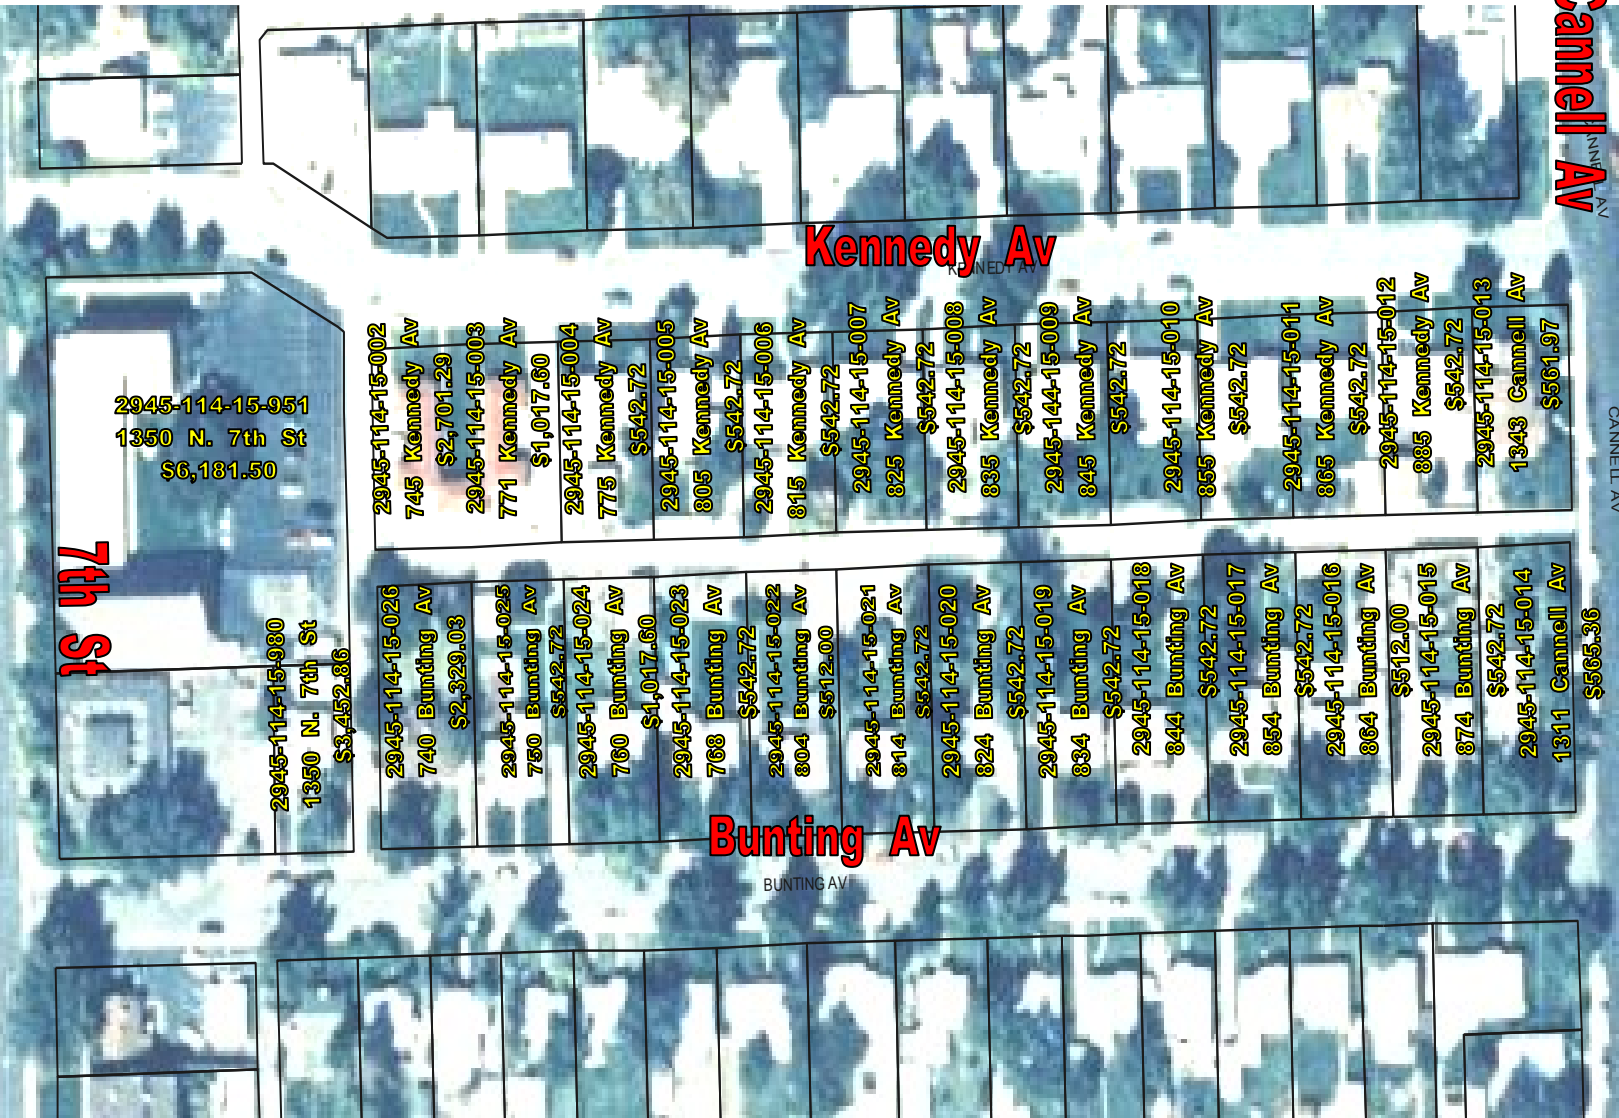 Cannell Av
CANNELL AV
Kennedy Av
KENNEDY AV
2945-114-15-951
1350 N. 7th St
$6,181.50
2945-114-15-002
745 Kennedy Av
$2,701.29
2945-114-15-003
771 Kennedy Av
$1,017.60
2945-114-15-004
775 Kennedy Av
$542.72
2945-114-15-005
805 Kennedy Av
$542.72
2945-114-15-006
815 Kennedy Av
$542.72
2945-114-15-007
825 Kennedy Av
$542.72
2945-114-15-008
835 Kennedy Av
$542.72
2945-144-15-009
845 Kennedy Av
$542.72
2945-114-15-010
855 Kennedy Av
$542.72
2945-114-15-011
865 Kennedy Av
$542.72
2945-114-15-012
885 Kennedy Av
$542.72
2945-114-15-013
1343 Cannell Av
$561.97
CANNELL AV
7th St
2945-114-15-980
1350 N. 7th St
$3,452.86
2945-114-15-026
740 Bunting Av
$2,329.03
2945-114-15-025
750 Bunting Av
$542.72
2945-114-15-024
760 Bunting Av
$1,017.60
2945-114-15-023
768 Bunting Av
$542.72
2945-114-15-022
804 Bunting Av
$512.00
2945-114-15-021
814 Bunting Av
$542.72
2945-114-15-020
824 Bunting Av
$542.72
2945-114-15-019
834 Bunting Av
$542.72
2945-114-15-018
844 Bunting Av
$542.72
2945-114-15-017
854 Bunting Av
$542.72
2945-114-15-016
864 Bunting Av
$512.00
2945-114-15-015
874 Bunting Av
$542.72
2945-114-15-014
1311 Cannell Av
$565.36
Bunting Av
BUNTING AV